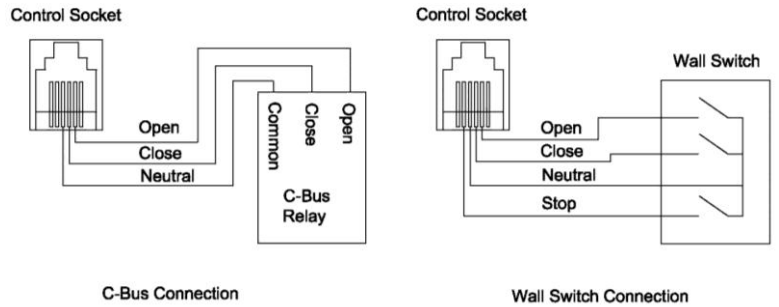 Control Socket
Open
Close
Neutral
Common
Close
Open
C-Bus
Relay
C-Bus Connection
Control Socket
Wall Switch
Open
Close
Neutral
Stop
Wall Switch Connection